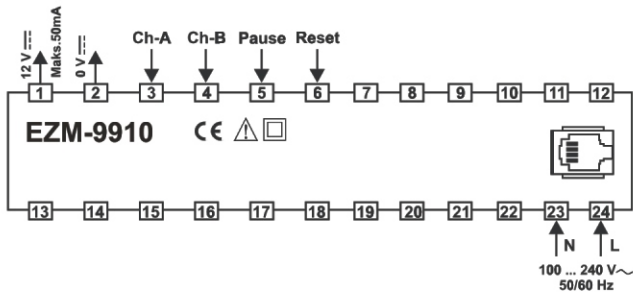 12 V
Maks.50mA
0 V
Ch-A Ch-B Pause Reset
1 2 3 4 5 6 7 8 9 10 11 12
EZM-9910 CE
13 14 15 16 17 18 19 20 21 22 23 24
N L
100 ... 240 V~
50/60 Hz